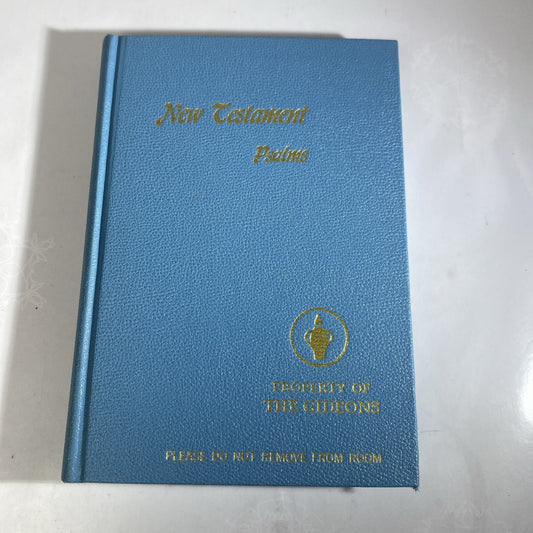 New Testament
Psalms
PROPERTY OF
THE GIDEONS
PLEASE DO NOT REMOVE FROM ROOM